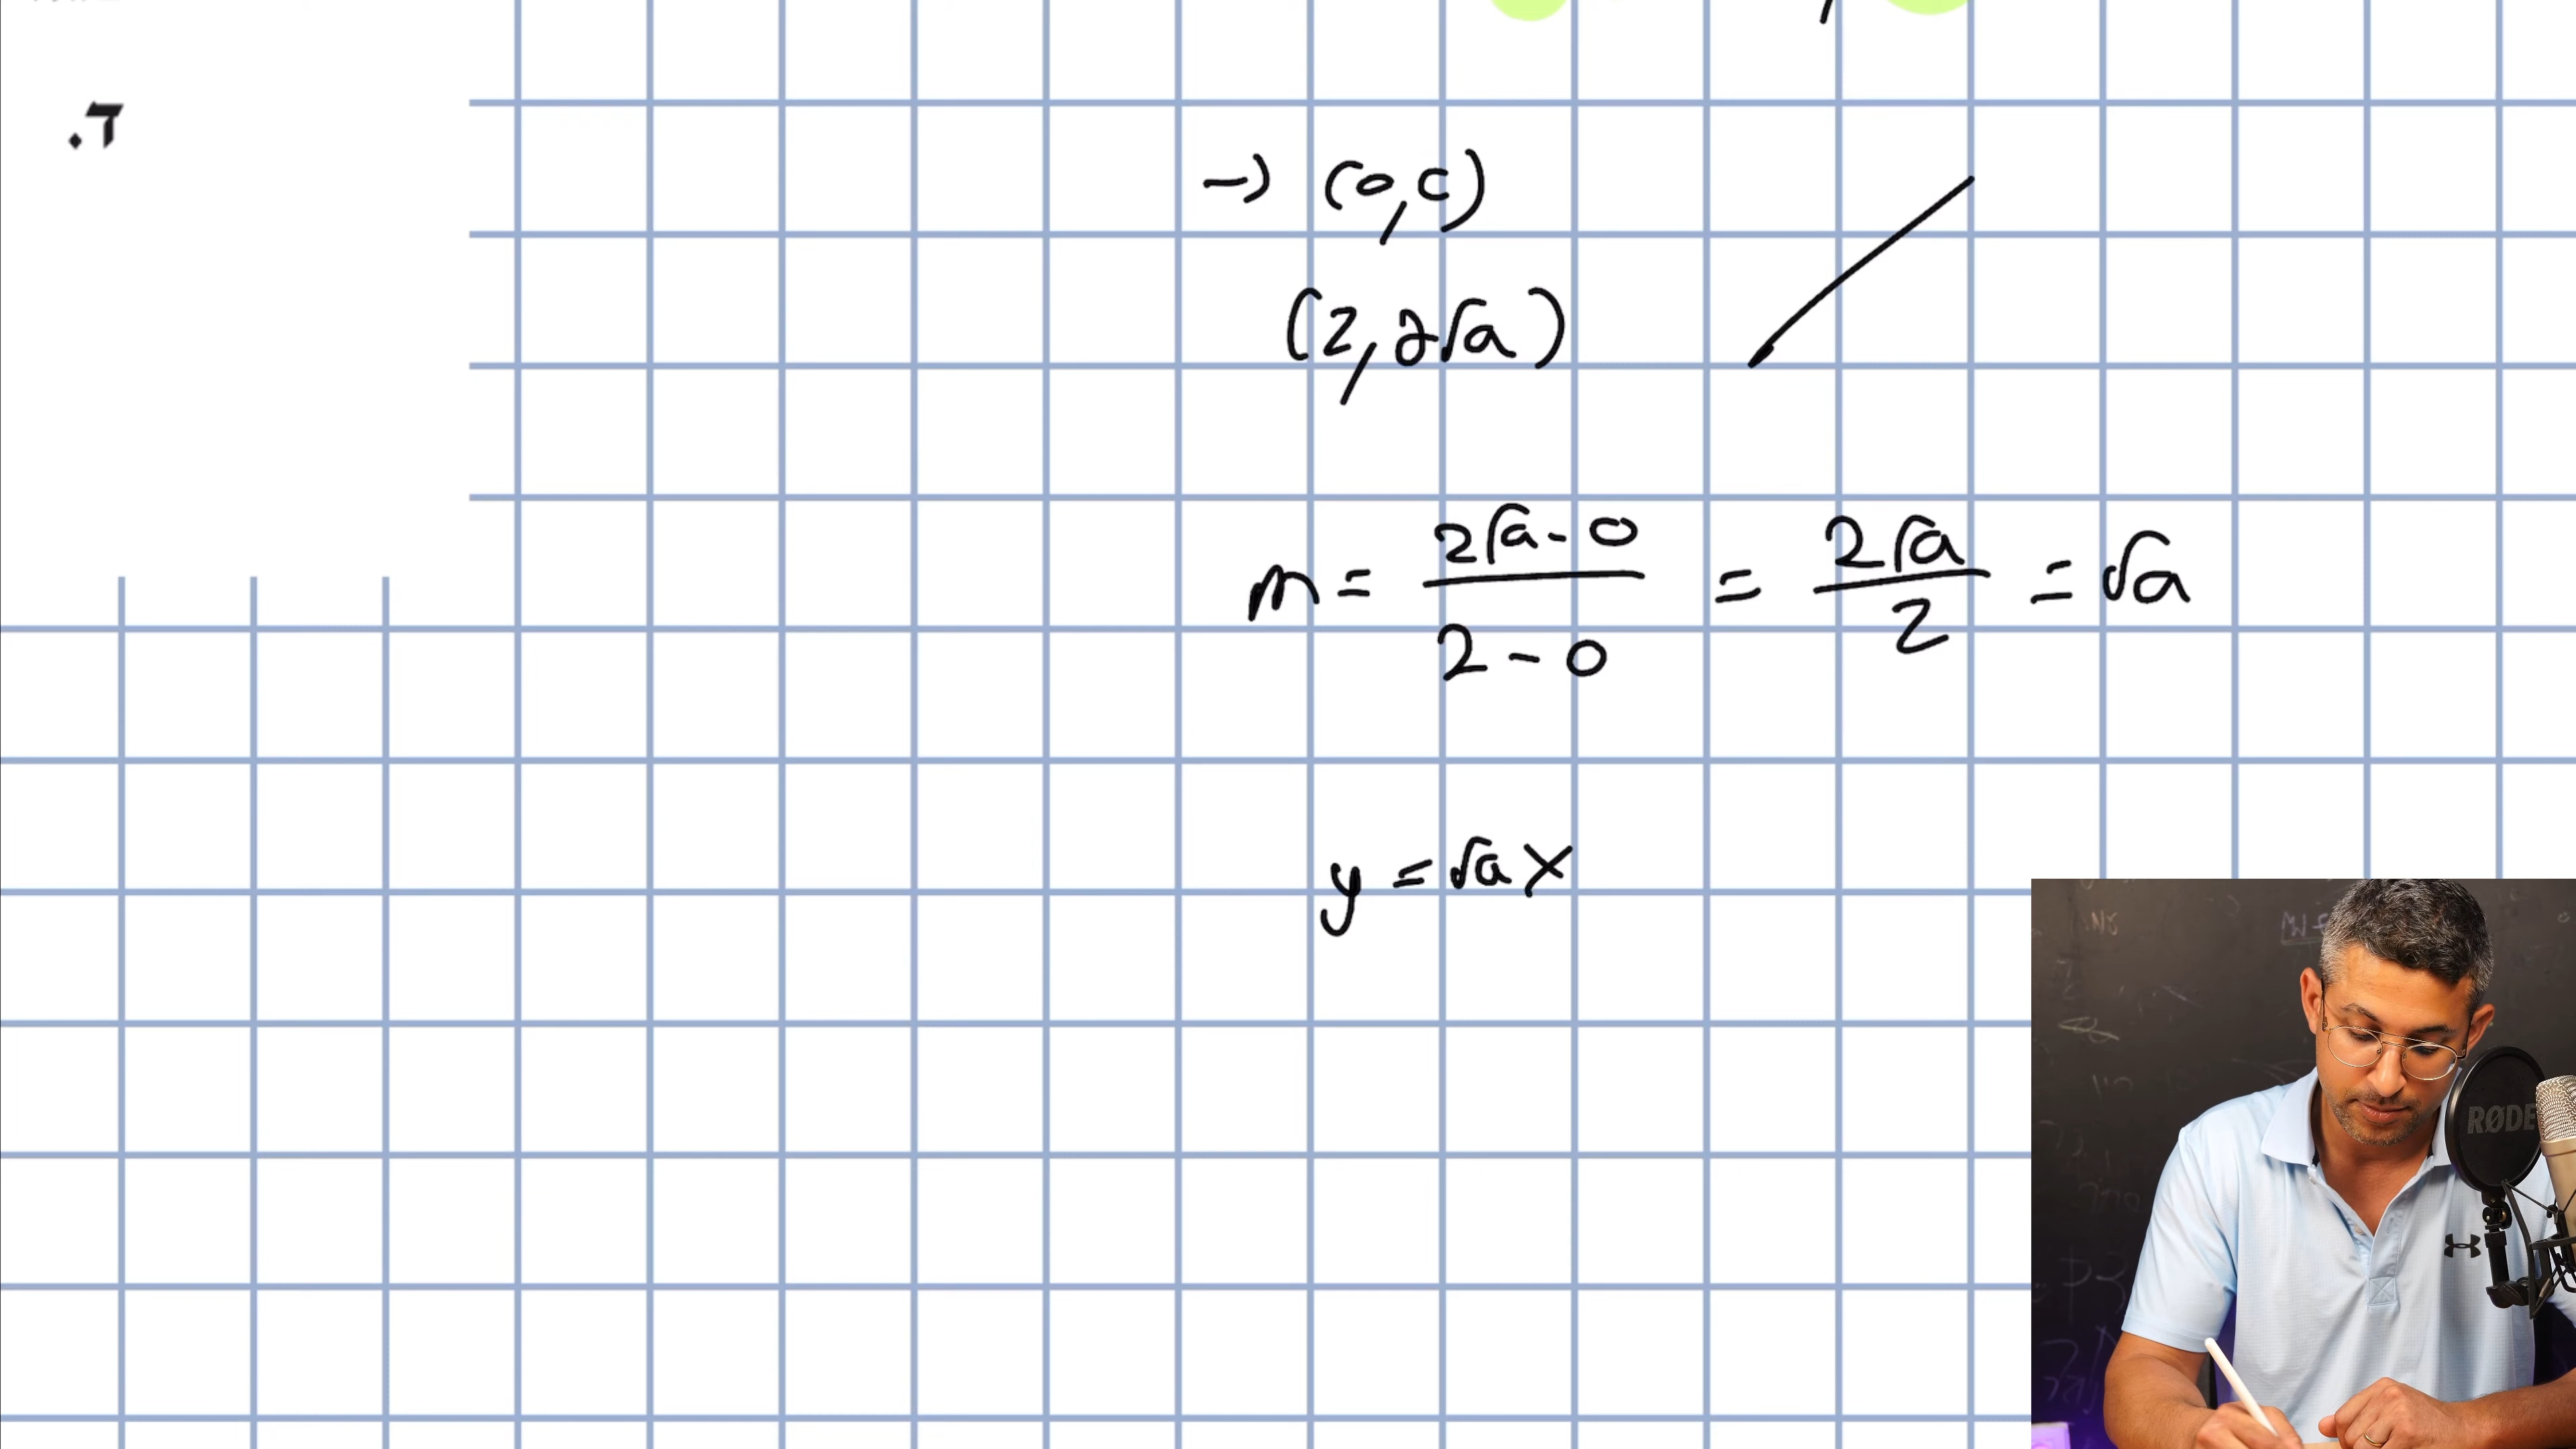 ד.
→ (0,0)
(2, 2√a)
m = (2√a - 0)/(2 - 0) = 2√a/2 = √a
y = √a x
RØDE